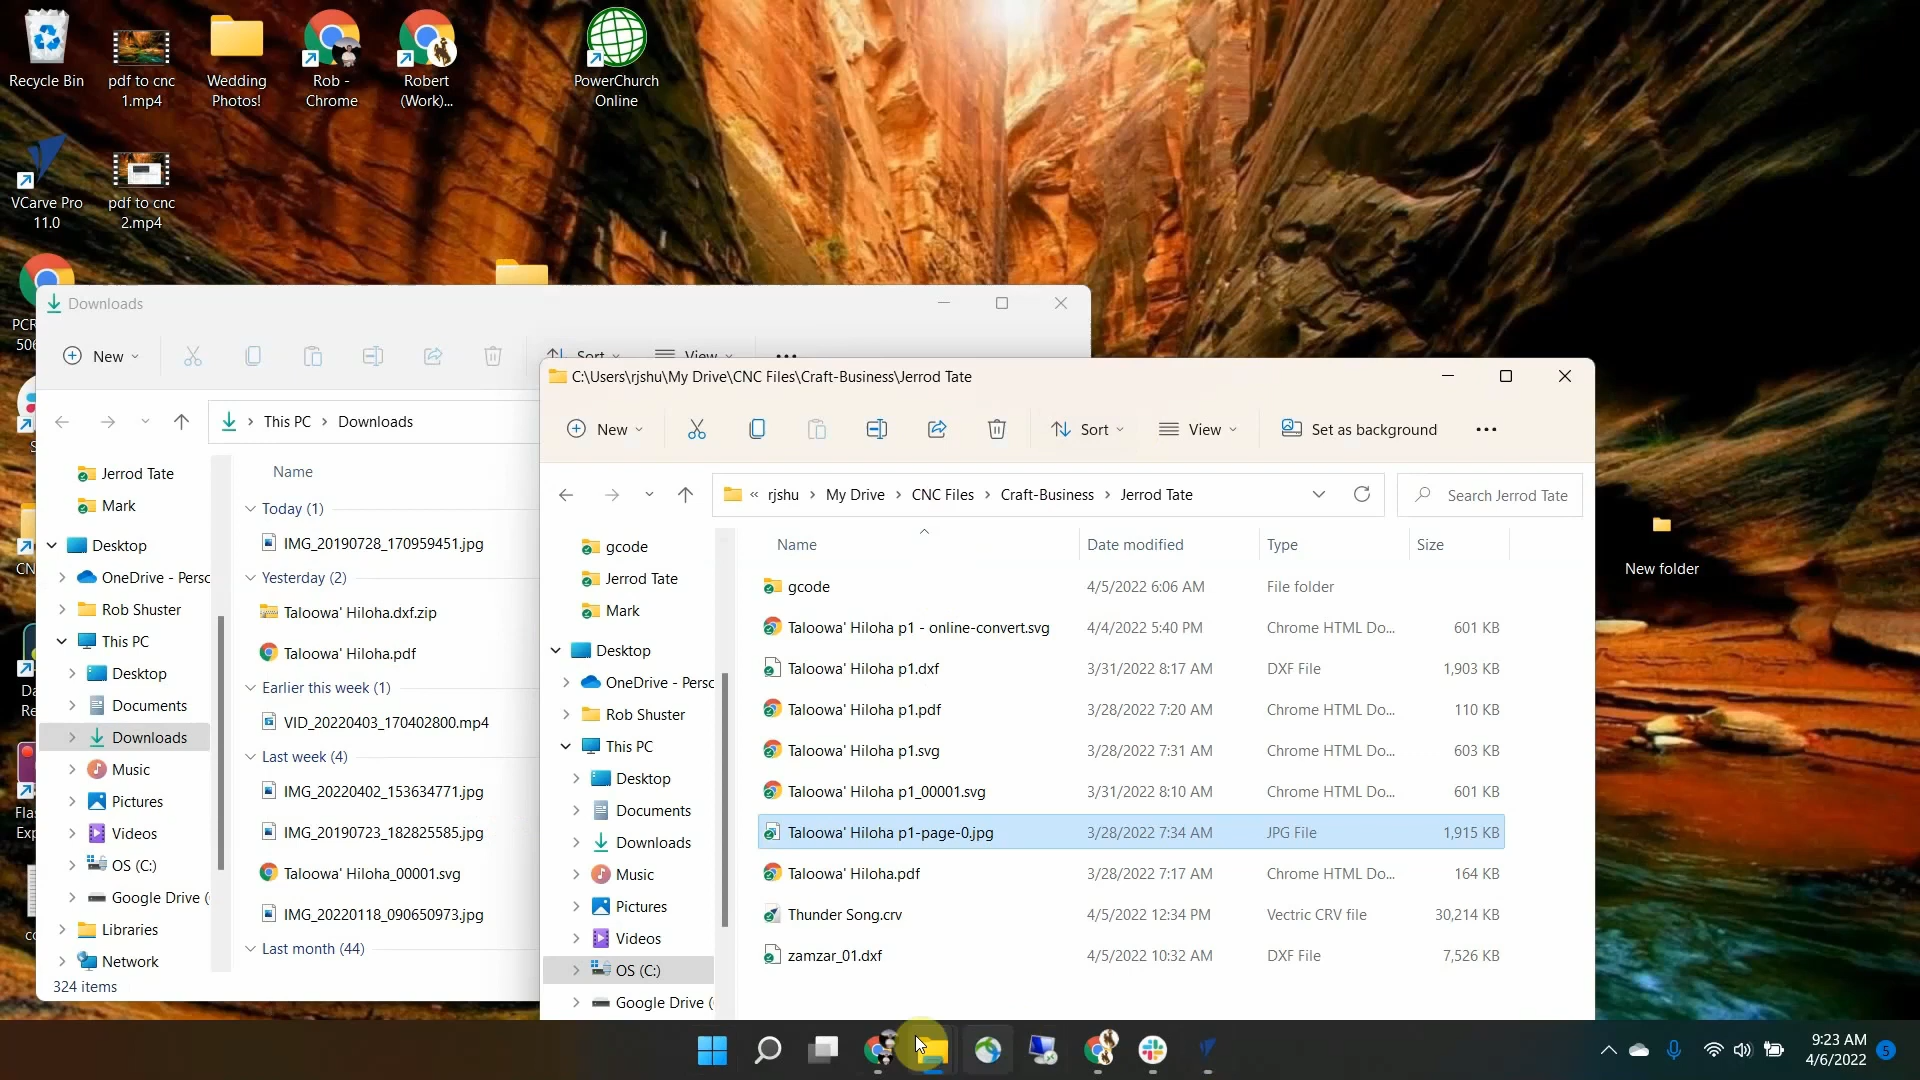 Recycle Bin
pdf to cnc
1.mp4
Wedding
Photos!
Rob -
Chrome
Robert
(Work)...
PowerChurch
Online
VCarve Pro
11.0
pdf to cnc
2.mp4
PCR
506
Downloads
New
Sort
View
This PC
Downloads
Jerrod Tate
Mark
Desktop
OneDrive - Perso
Rob Shuster
This PC
Desktop
Documents
Downloads
Music
Pictures
Videos
OS (C:)
Google Drive (
Libraries
Network
324 items
Name
Today (1)
IMG_20190728_170959451.jpg
Yesterday (2)
Taloowa' Hiloha.dxf.zip
Taloowa' Hiloha.pdf
Earlier this week (1)
VID_20220403_170402800.mp4
Last week (4)
IMG_20220402_153634771.jpg
IMG_20190723_182825585.jpg
Taloowa' Hiloha_00001.svg
IMG_20220118_090650973.jpg
Last month (44)
C:\Users\rjshu\My Drive\CNC Files\Craft-Business\Jerrod Tate
New
Sort
View
Set as background
« rjshu
My Drive
CNC Files
Craft-Business
Jerrod Tate
Search Jerrod Tate
gcode
Jerrod Tate
Mark
Desktop
OneDrive - Perso
Rob Shuster
This PC
Desktop
Documents
Downloads
Music
Pictures
Videos
OS (C:)
Google Drive (
Name Date modified Type Size
gcode 4/5/2022 6:06 AM File folder
Taloowa' Hiloha p1 - online-convert.svg 4/4/2022 5:40 PM Chrome HTML Do... 601 KB
Taloowa' Hiloha p1.dxf 3/31/2022 8:17 AM DXF File 1,903 KB
Taloowa' Hiloha p1.pdf 3/28/2022 7:20 AM Chrome HTML Do... 110 KB
Taloowa' Hiloha p1.svg 3/28/2022 7:31 AM Chrome HTML Do... 603 KB
Taloowa' Hiloha p1_00001.svg 3/31/2022 8:10 AM Chrome HTML Do... 601 KB
Taloowa' Hiloha p1-page-0.jpg 3/28/2022 7:34 AM JPG File 1,915 KB
Taloowa' Hiloha.pdf 3/28/2022 7:17 AM Chrome HTML Do... 164 KB
Thunder Song.crv 4/5/2022 12:34 PM Vectric CRV file 30,214 KB
zamzar_01.dxf 4/5/2022 10:32 AM DXF File 7,526 KB
New folder
CN
Da
Re
Fla
Exp
9:23 AM
4/6/2022
5